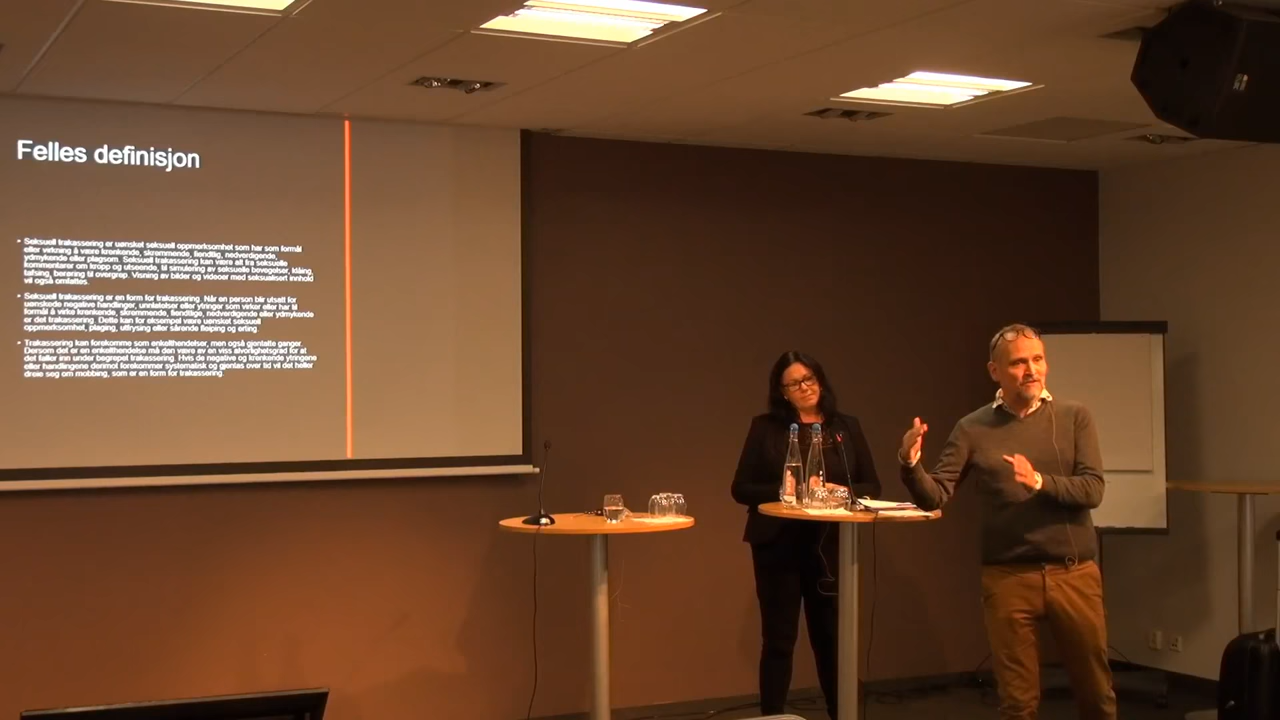 Felles definisjon
• Seksuell trakassering er uønsket seksuell oppmerksomhet som har som formål
eller virkning å være krenkende, skremmende, fiendtlig, nedverdigende,
ydmykende eller plagsom. Seksuell trakassering kan være alt fra seksuelle
kommentarer om kropp og utseende, til simulering av seksuelle bevegelser, klåing,
tafsing, berøring til overgrep. Visning av bilder og videoer med seksualisert innhold
vil også omfattes.
• Seksuell trakassering er en form for trakassering. Når en person blir utsatt for
uønskede negative handlinger, unnlatelser eller ytringer som virker eller har til
formål å virke krenkende, skremmende, fiendtlige, nedverdigende eller ydmykende
er det trakassering. Dette kan for eksempel være uønsket seksuell
oppmerksomhet, plaging, utfrysing eller sårende fleiping og erting.
• Trakassering kan forekomme som enkelthendelser, men også gjentatte ganger.
Dersom det er en enkelthendelse må den være av en viss alvorlighetsgrad for at
det faller inn under begrepet trakassering. Hvis de negative og krenkende ytringene
eller handlingene derimot forekommer systematisk og gjentas over tid vil det heller
dreie seg om mobbing, som er en form for trakassering.